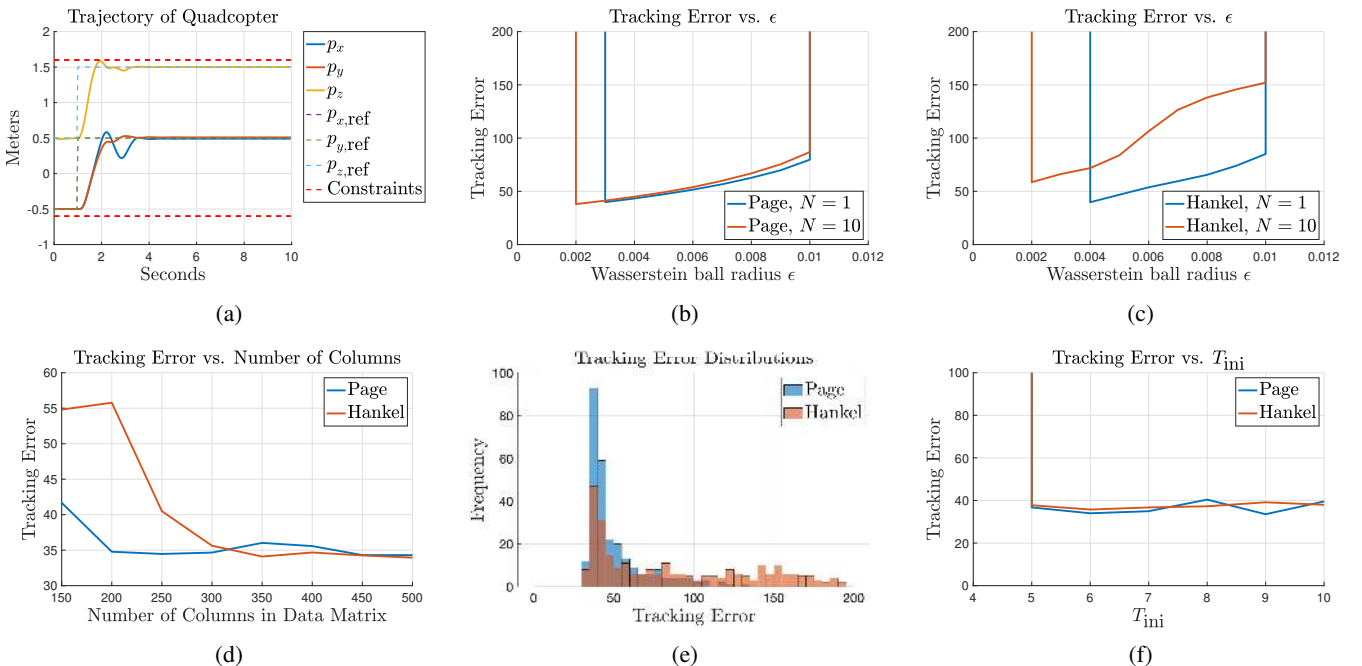 Trajectory of Quadcopter
2
1.5
1
0.5
0
-0.5
-1
0 2 4 6 8 10
Meters
Seconds
p_x
p_y
p_z
p_{x,ref}
p_{y,ref}
p_{z,ref}
Constraints
(a)
Tracking Error vs. ϵ
200
150
100
50
0
0 0.002 0.004 0.006 0.008 0.01 0.012
Tracking Error
Wasserstein ball radius ϵ
Page, N = 1
Page, N = 10
(b)
Tracking Error vs. ϵ
200
150
100
50
0
0 0.002 0.004 0.006 0.008 0.01 0.012
Tracking Error
Wasserstein ball radius ϵ
Hankel, N = 1
Hankel, N = 10
(c)
Tracking Error vs. Number of Columns
60
55
50
45
40
35
30
150 200 250 300 350 400 450 500
Tracking Error
Number of Columns in Data Matrix
Page
Hankel
(d)
Tracking Error Distributions
100
80
60
40
20
0
0 50 100 150 200
Frequency
Tracking Error
Page
Hankel
(e)
Tracking Error vs. T_{ini}
100
80
60
40
20
0
4 5 6 7 8 9 10
Tracking Error
T_{ini}
Page
Hankel
(f)